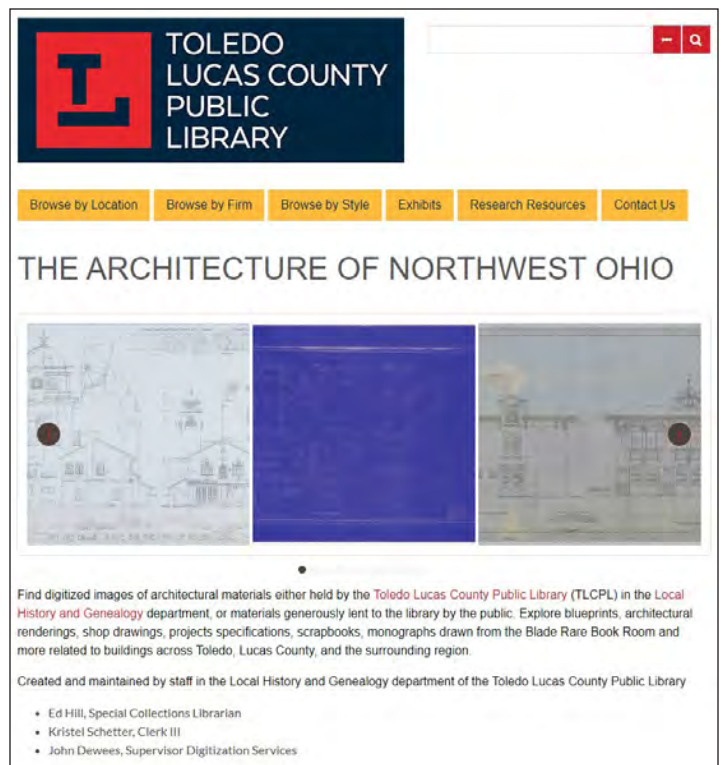 TOLEDO
LUCAS COUNTY
PUBLIC
LIBRARY
Browse by Location
Browse by Firm
Browse by Style
Exhibits
Research Resources
Contact Us
THE ARCHITECTURE OF NORTHWEST OHIO
Find digitized images of architectural materials either held by the Toledo Lucas County Public Library (TLCPL) in the Local
History and Genealogy department, or materials generously lent to the library by the public. Explore blueprints, architectural
renderings, shop drawings, projects specifications, scrapbooks, monographs drawn from the Blade Rare Book Room and
more related to buildings across Toledo, Lucas County, and the surrounding region.
Created and maintained by staff in the Local History and Genealogy department of the Toledo Lucas County Public Library
• Ed Hill, Special Collections Librarian
• Kristel Schetter, Clerk III
• John Dewees, Supervisor Digitization Services